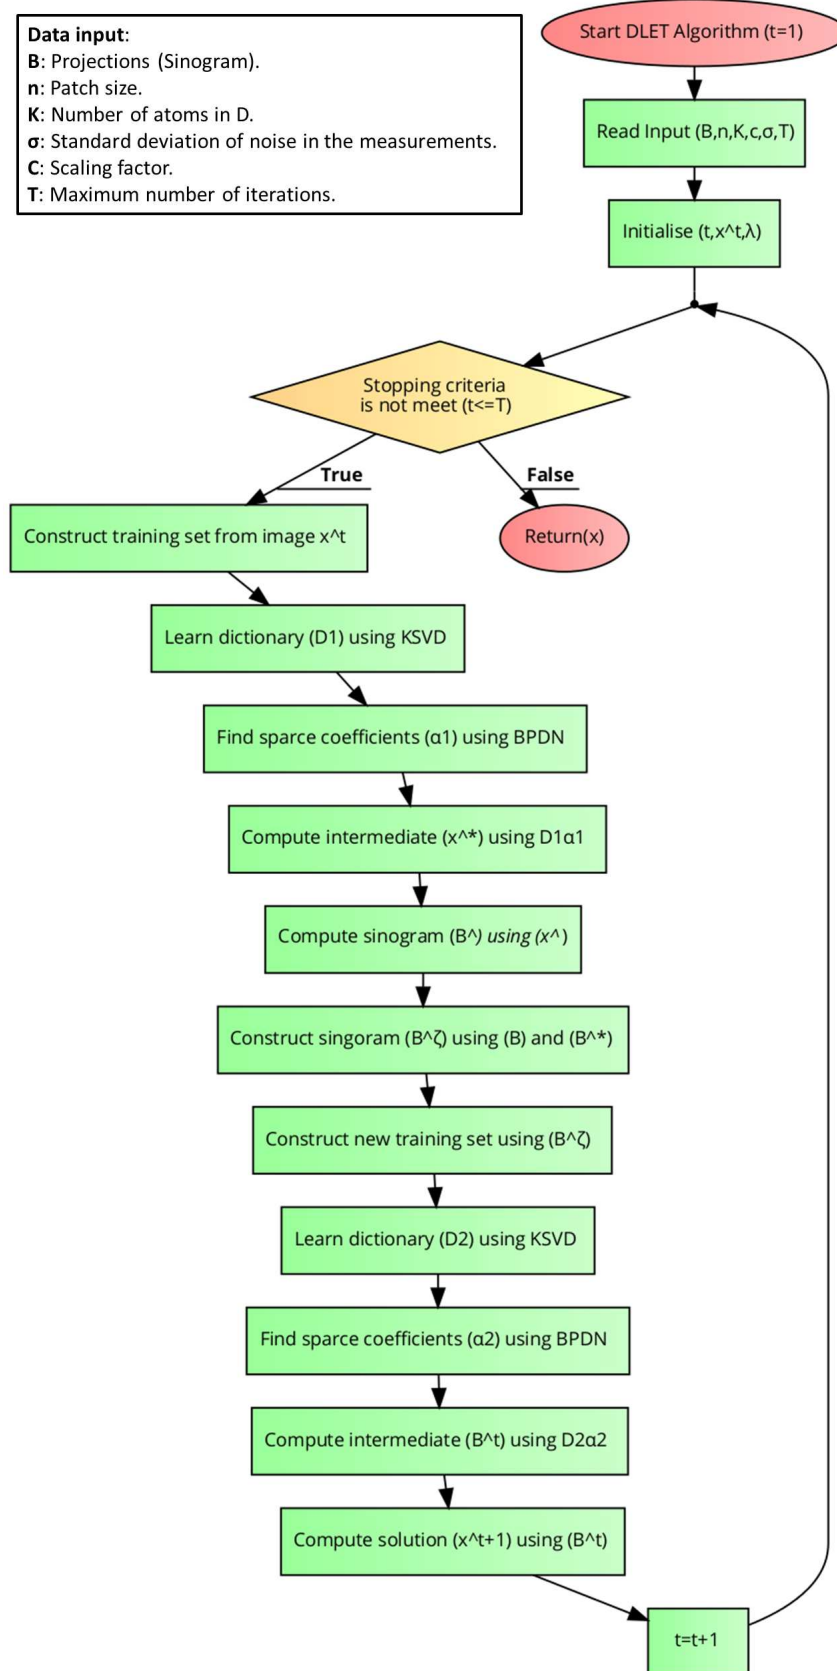 Data input:
B: Projections (Sinogram).
n: Patch size.
K: Number of atoms in D.
σ: Standard deviation of noise in the measurements.
C: Scaling factor.
T: Maximum number of iterations.
Start DLET Algorithm (t=1)
Read Input (B,n,K,c,σ,T)
Initialise (t,x^t,λ)
Stopping criteria
is not meet (t<=T)
True
False
Construct training set from image x^t
Return(x)
Learn dictionary (D1) using KSVD
Find sparce coefficients (α1) using BPDN
Compute intermediate (x^*) using D1α1
Compute sinogram (B^) using (x^)
Construct singoram (B^ζ) using (B) and (B^*)
Construct new training set using (B^ζ)
Learn dictionary (D2) using KSVD
Find sparce coefficients (α2) using BPDN
Compute intermediate (B^t) using D2α2
Compute solution (x^t+1) using (B^t)
t=t+1